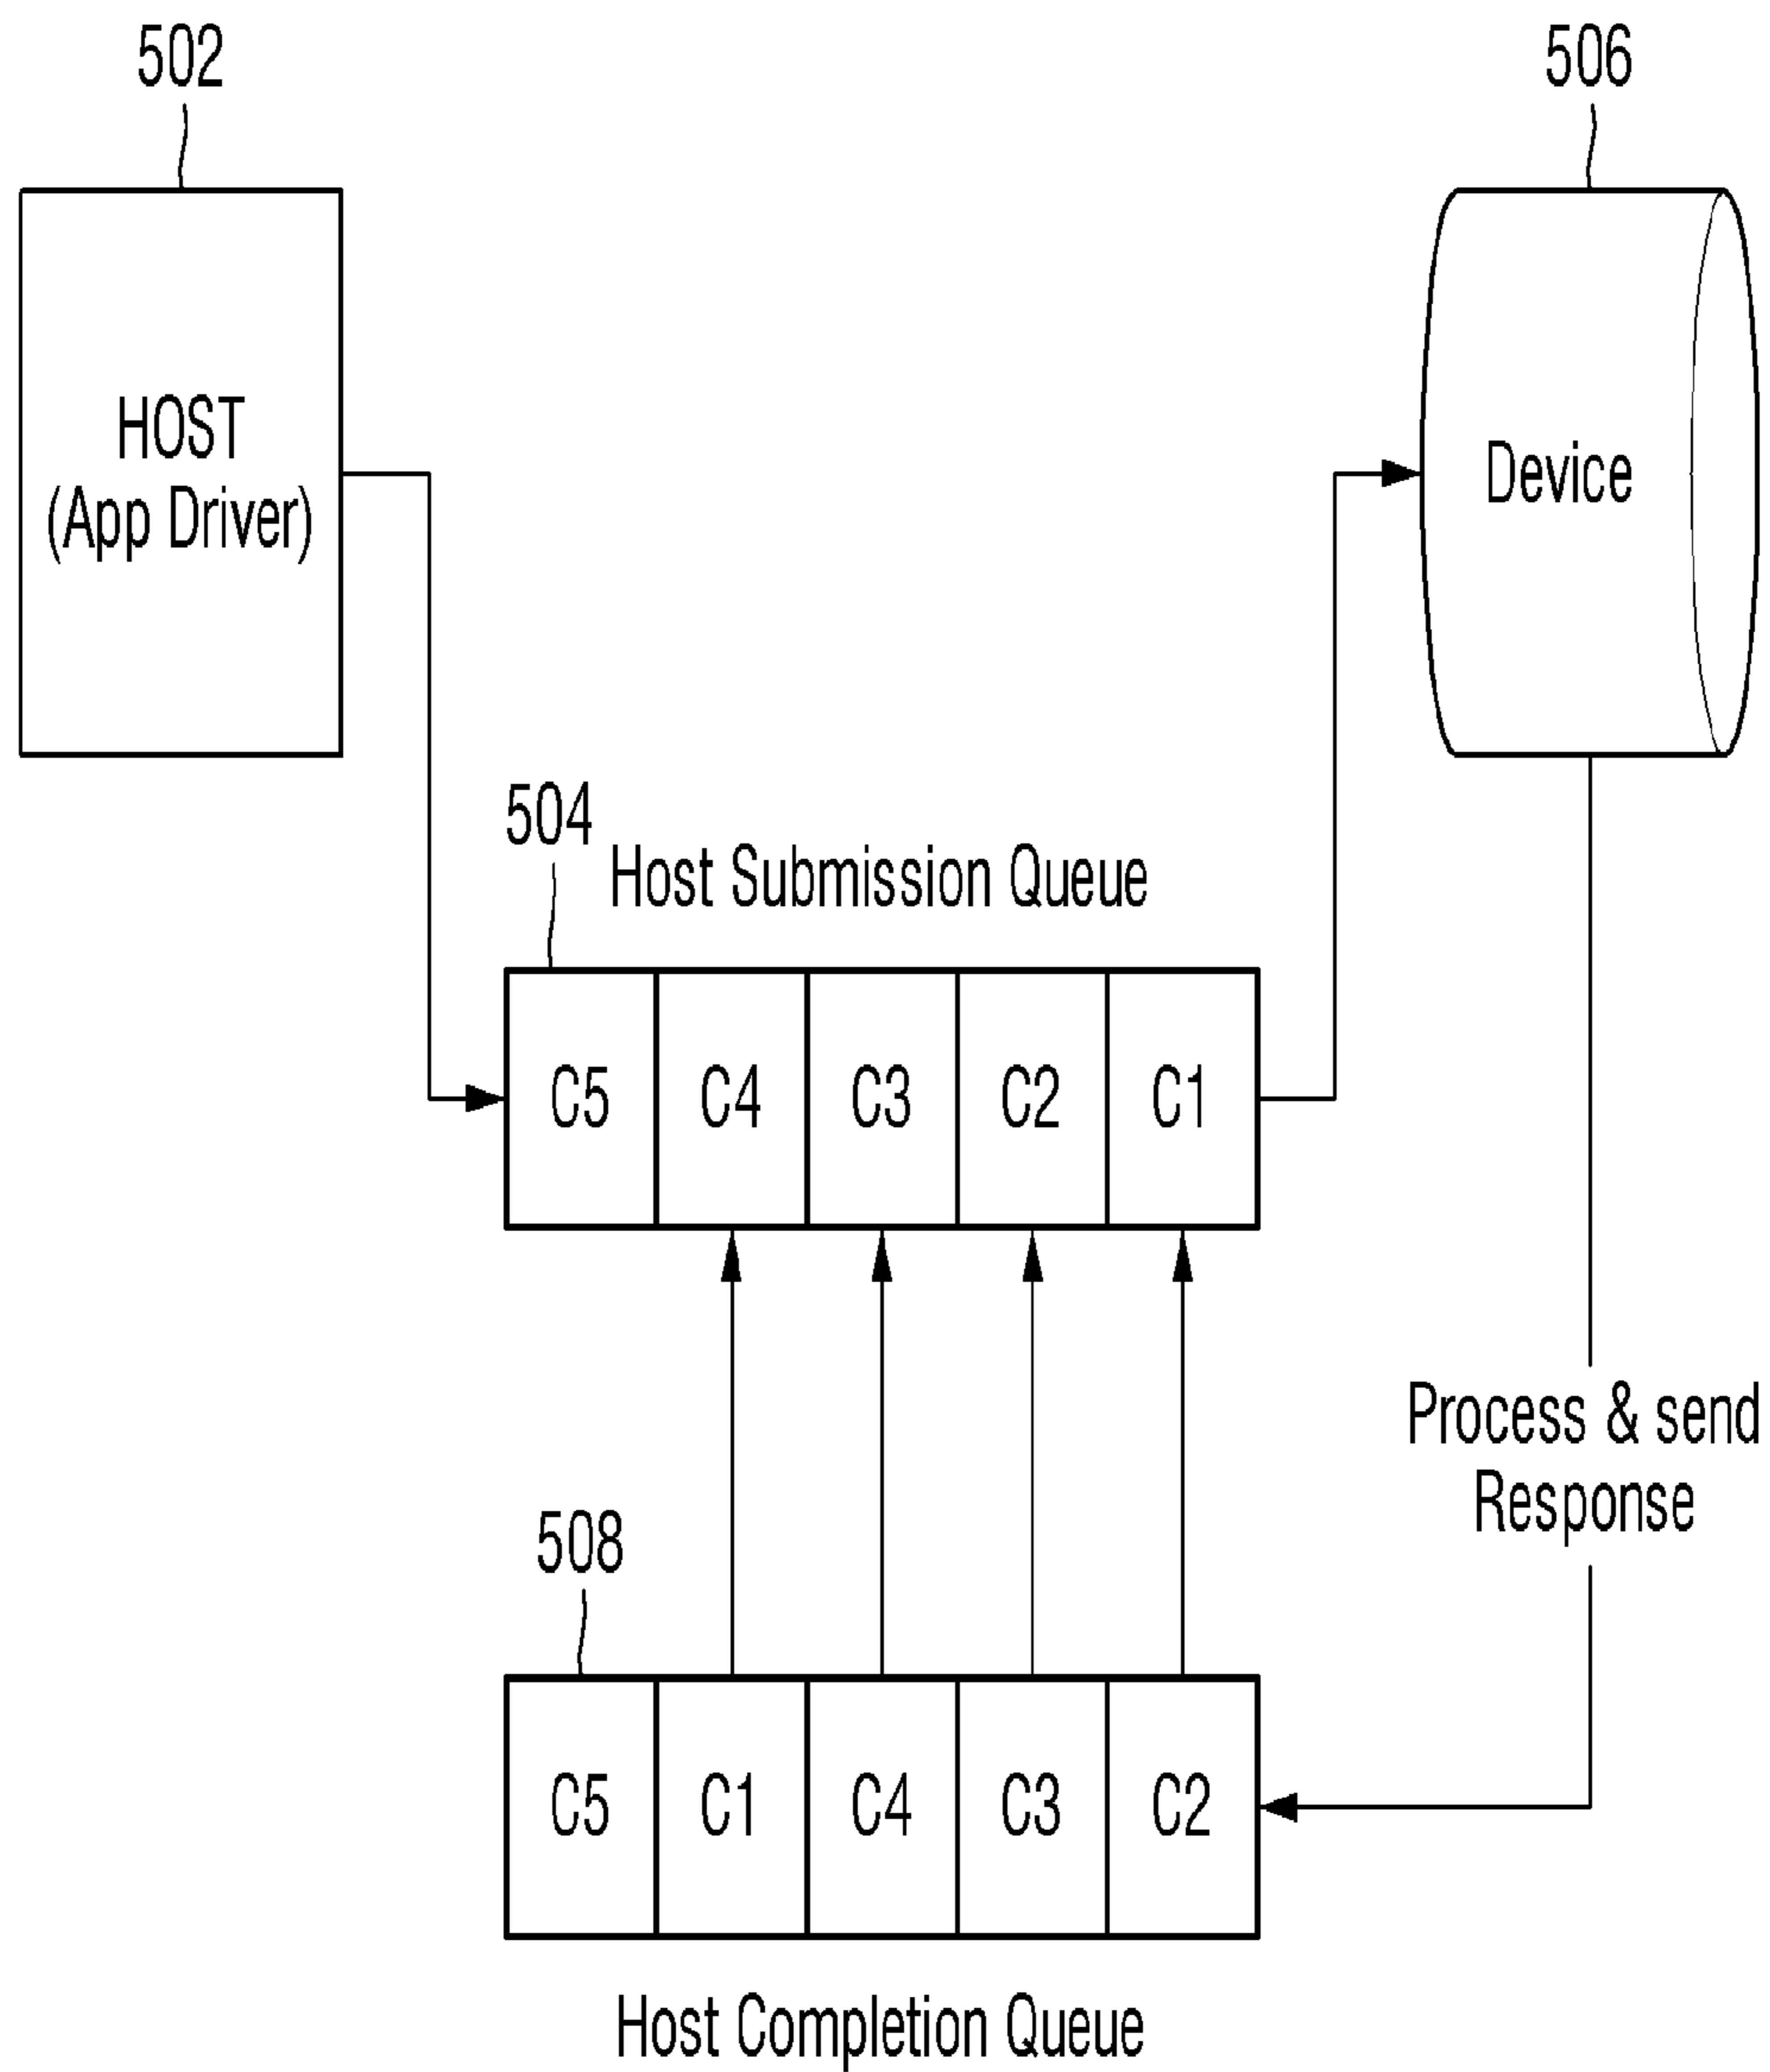 502
506
HOST
(App Driver)
Device
504
Host Submission Queue
C5 C4 C3 C2 C1
Process & send
Response
508
C5 C1 C4 C3 C2
Host Completion Queue